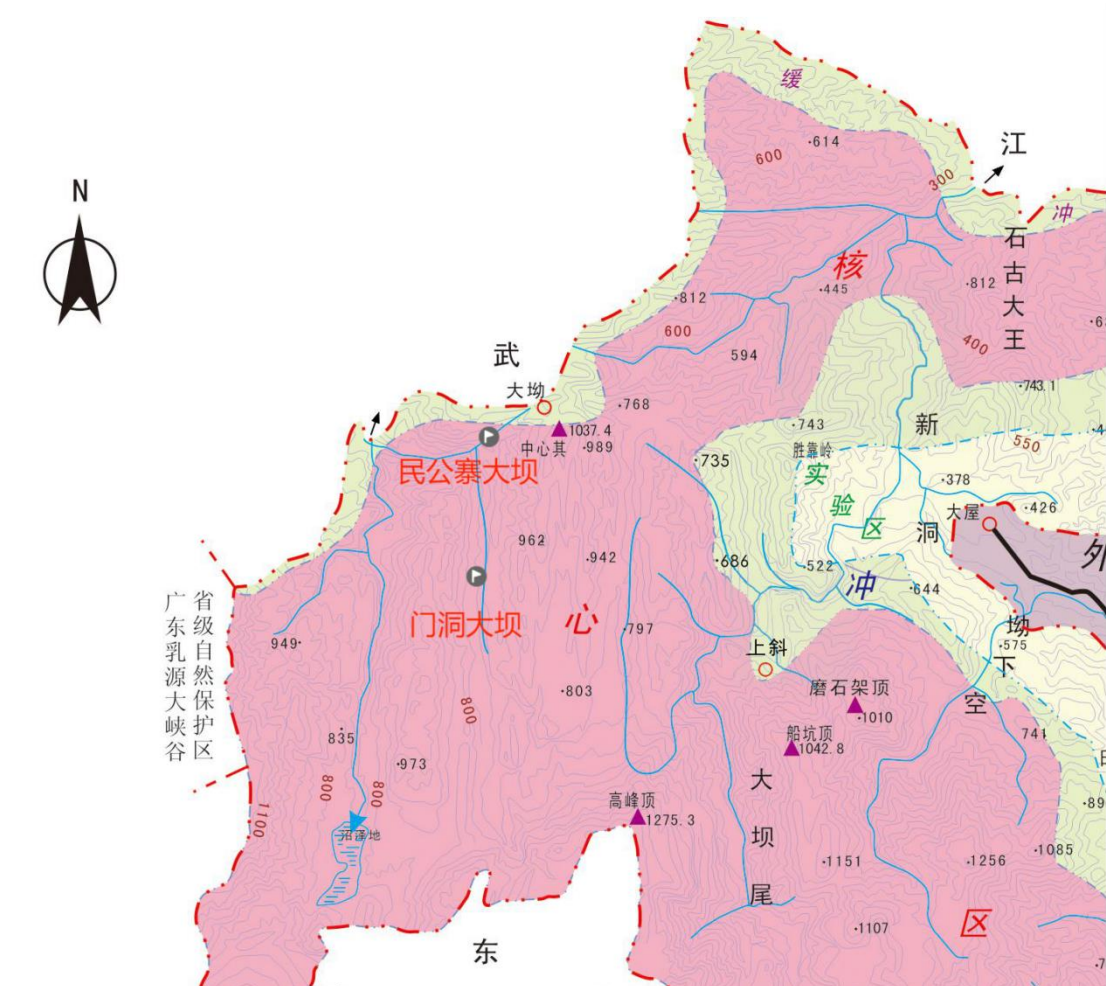 缓
江
·614
600
300
N
冲
石古大王
核
·812
·445
·812
600
400
594
武
·743.1
大坳
·768
新
1037.4
·743
中心其
·989
550
胜靠岭
民公寨大坝
·735
实验区
·378
·426
大屋
洞
962
·942
·686
·522
外
冲
·644
广东乳源大峡谷
省级自然保护区
门洞大坝
心
·797
坳
·575
949·
上斜
下
·803
磨石架顶
空
800
·1010
835
船坑顶
741
1042.8
·973
800
800
大坝尾
高峰顶
1100
1275.3
沼泽地
·1085
·1151
·1256
区
·1107
东